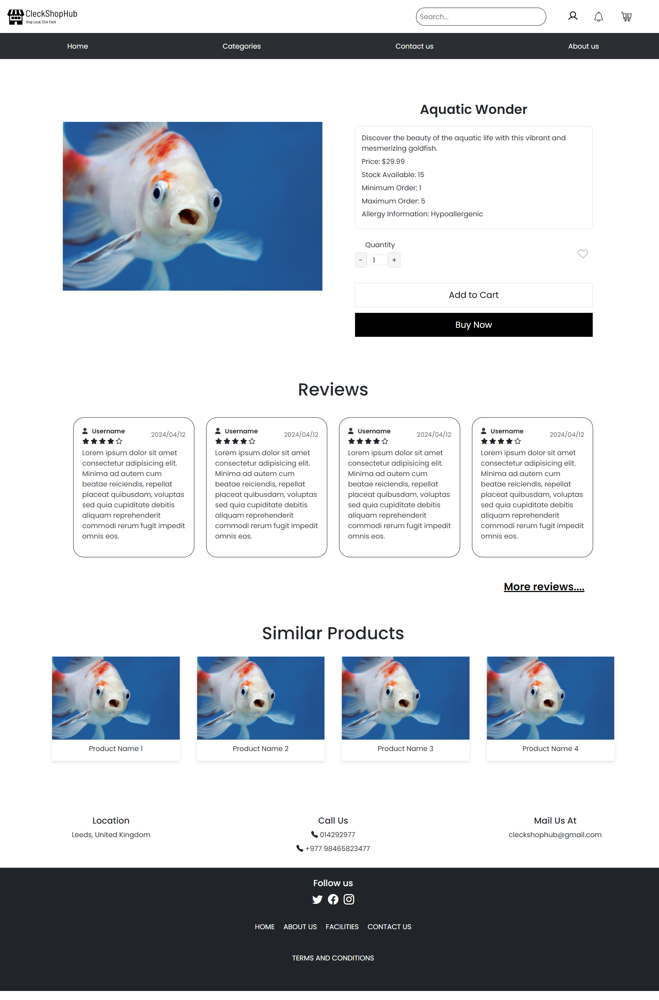 CleckShopHub
Shop Local, Click Cleck
Search...
Home
Categories
Contact us
About us
Aquatic Wonder
Discover the beauty of the aquatic life with this vibrant and
mesmerizing goldfish.
Price: $29.99
Stock Available: 15
Minimum Order: 1
Maximum Order: 5
Allergy Information: Hypoallergenic
Quantity
- 1 +
Add to Cart
Buy Now
Reviews
Username
2024/04/12
Lorem ipsum dolor sit amet
consectetur adipisicing elit.
Minima ad autem cum
beatae reiciendis, repellat
placeat quibusdam, voluptas
sed quia cupiditate debitis
aliquam reprehenderit
commodi rerum fugit impedit
omnis eos.
Username
2024/04/12
Lorem ipsum dolor sit amet
consectetur adipisicing elit.
Minima ad autem cum
beatae reiciendis, repellat
placeat quibusdam, voluptas
sed quia cupiditate debitis
aliquam reprehenderit
commodi rerum fugit impedit
omnis eos.
Username
2024/04/12
Lorem ipsum dolor sit amet
consectetur adipisicing elit.
Minima ad autem cum
beatae reiciendis, repellat
placeat quibusdam, voluptas
sed quia cupiditate debitis
aliquam reprehenderit
commodi rerum fugit impedit
omnis eos.
Username
2024/04/12
Lorem ipsum dolor sit amet
consectetur adipisicing elit.
Minima ad autem cum
beatae reiciendis, repellat
placeat quibusdam, voluptas
sed quia cupiditate debitis
aliquam reprehenderit
commodi rerum fugit impedit
omnis eos.
More reviews....
Similar Products
Product Name 1
Product Name 2
Product Name 3
Product Name 4
Location
Leeds, United Kingdom
Call Us
014292977
+977 98465823477
Mail Us At
cleckshophub@gmail.com
Follow us
HOME ABOUT US FACILITIES CONTACT US
TERMS AND CONDITIONS